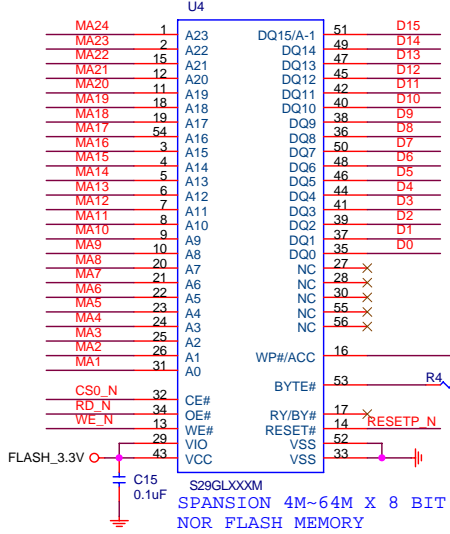 U4
MA24 1 A23 DQ15/A-1 51 D15
MA23 2 A22 DQ14 49 D14
MA22 15 A21 DQ13 47 D13
MA21 12 A20 DQ12 45 D12
MA20 11 A19 DQ11 42 D11
MA19 18 A18 DQ10 40 D10
MA18 19 A17 DQ9 38 D9
MA17 54 A16 DQ8 36 D8
MA16 3 A15 DQ7 50 D7
MA15 4 A14 DQ6 48 D6
MA14 5 A13 DQ5 46 D5
MA13 6 A12 DQ4 44 D4
MA12 7 A11 DQ3 41 D3
MA11 8 A10 DQ2 39 D2
MA10 9 A9 DQ1 37 D1
MA9 10 A8 DQ0 35 D0
MA8 20 A7 NC 27
MA7 21 A6 NC 28
MA6 22 A5 NC 30
MA5 23 A4 NC 55
MA4 24 A3 NC 56
MA3 25 A2
MA2 26 A1 WP#/ACC 16
MA1 31 A0
BYTE# 53 R4
CS0_N 32 CE#
RD_N 34 OE# RY/BY# 17
WE_N 13 WE# RESET# 14 RESETP_N
29 VIO VSS 52
FLASH_3.3V 43 VCC VSS 33
C15
0.1uF
S29GLXXXM
SPANSION 4M~64M X 8 BIT
NOR FLASH MEMORY